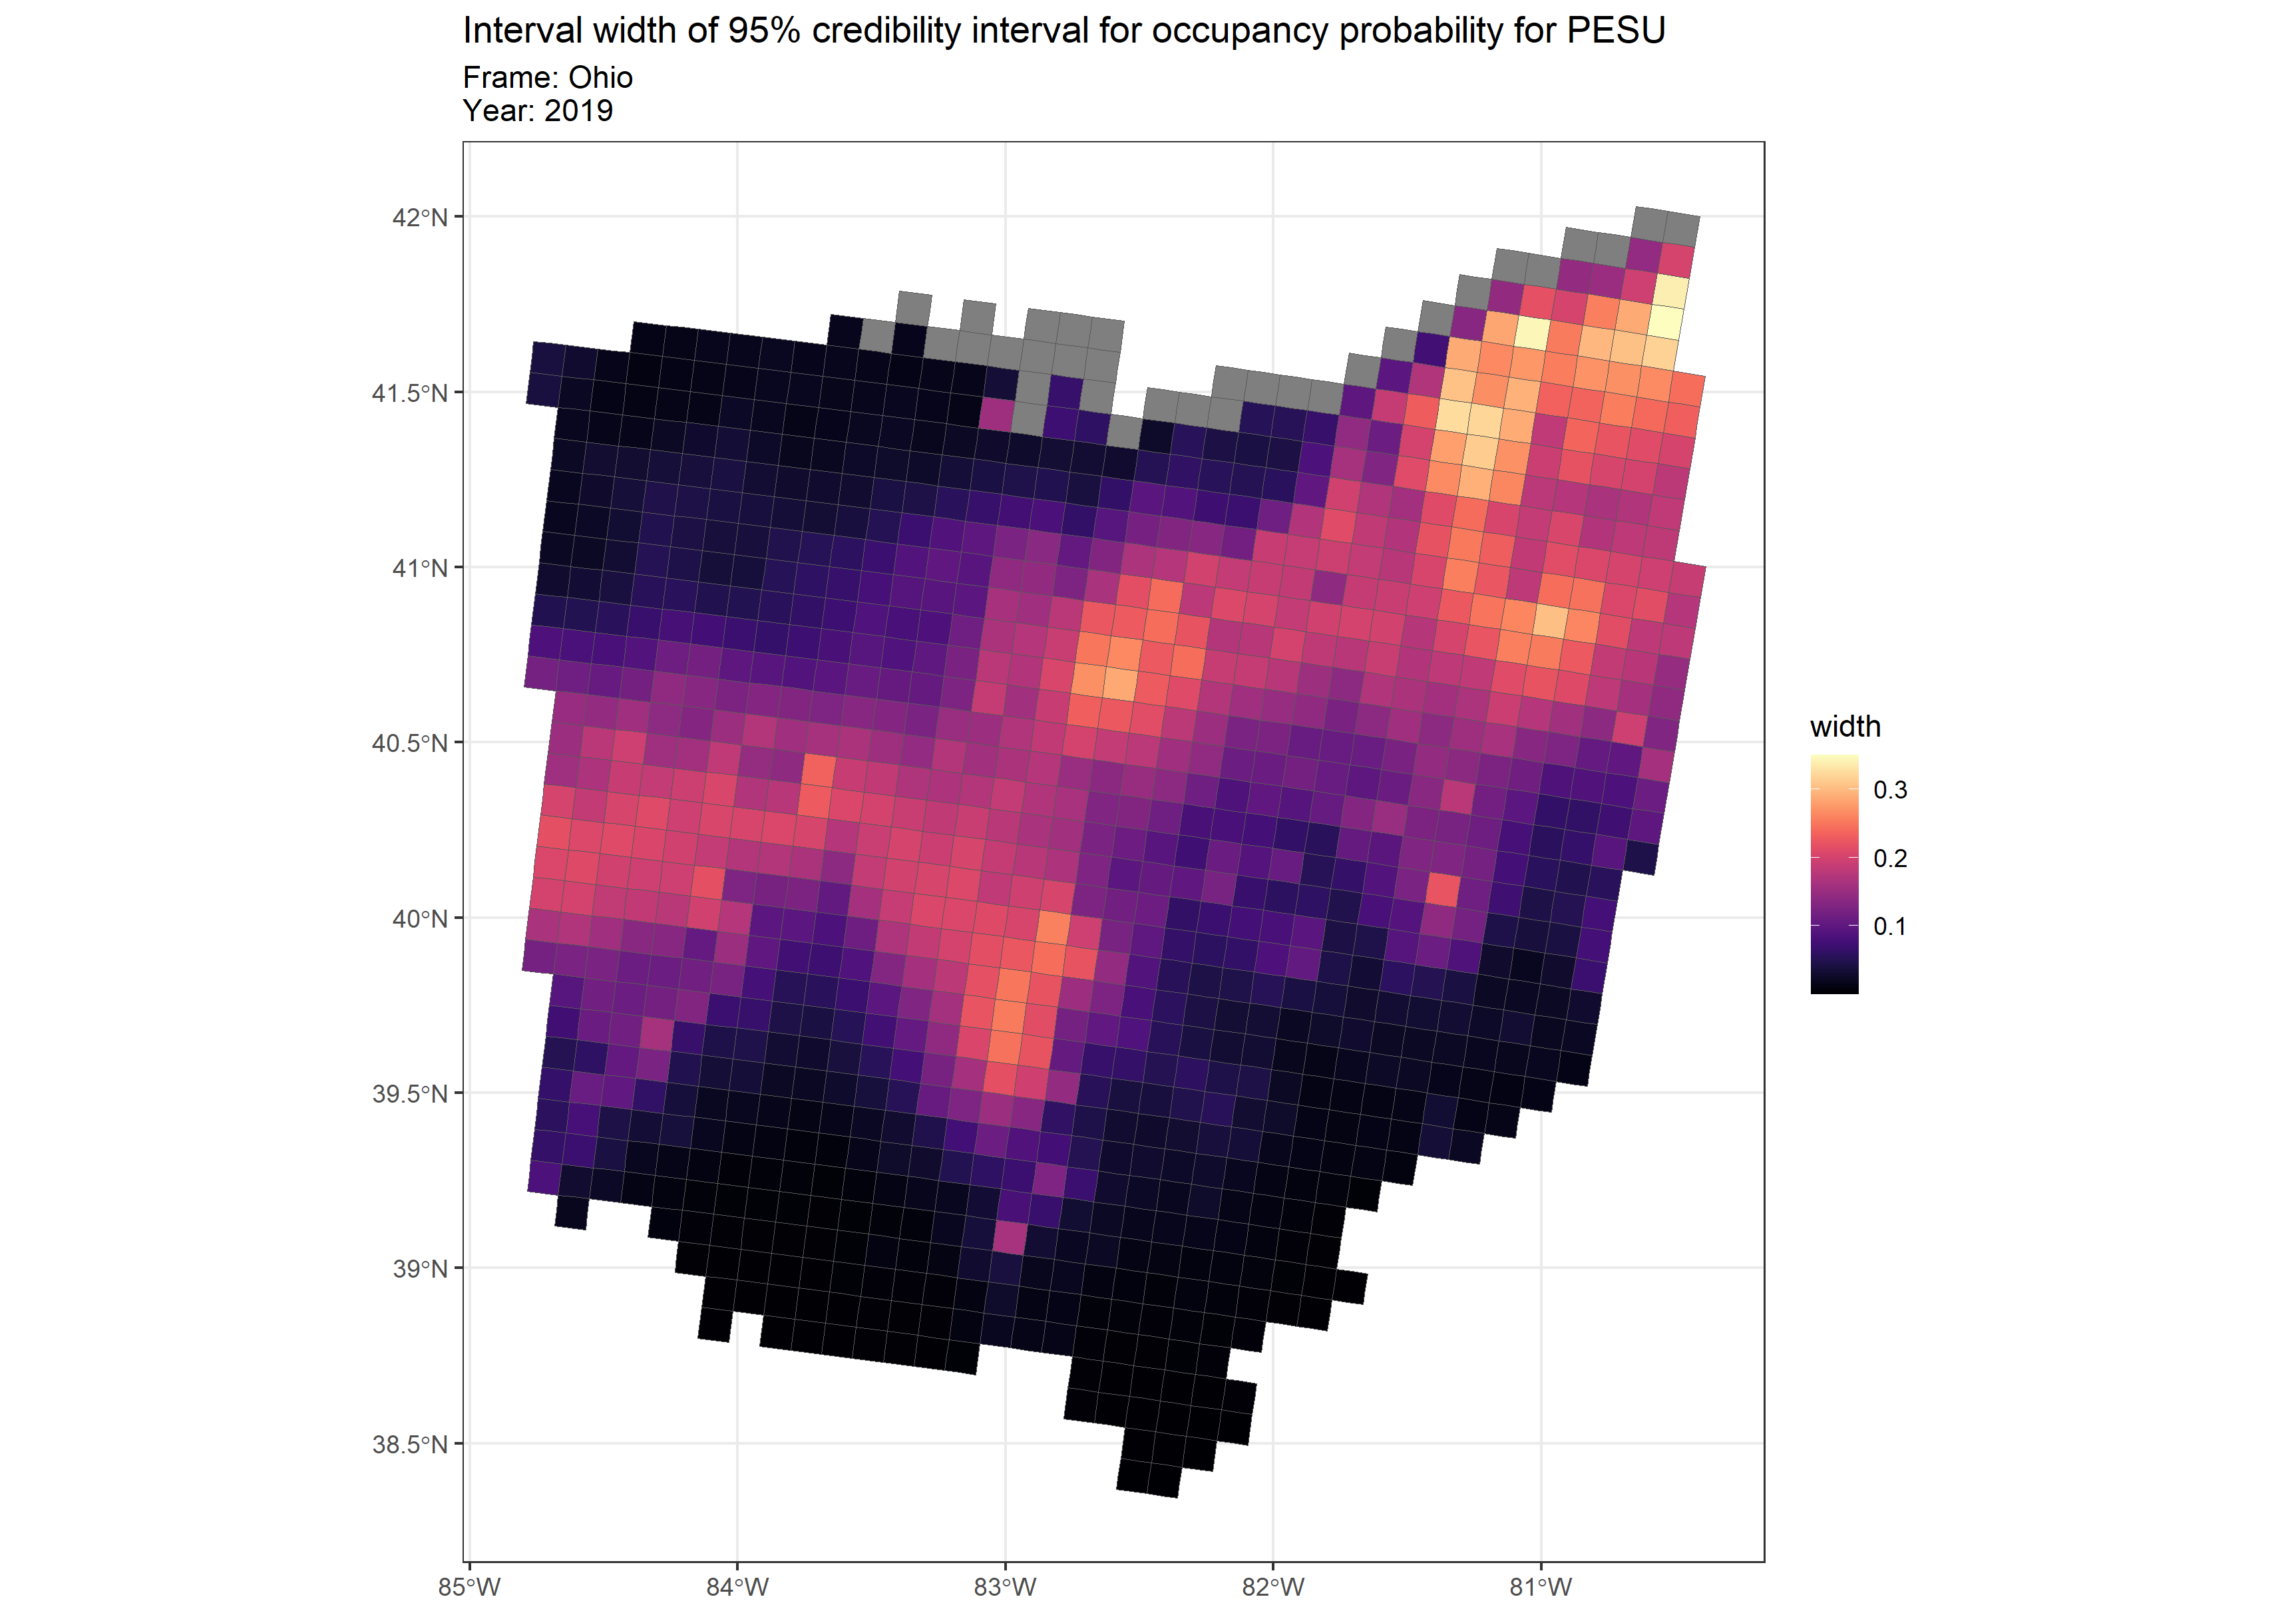 Interval width of 95% credibility interval for occupancy probability for PESU
Frame: Ohio
Year: 2019
42°N
41.5°N
41°N
40.5°N
40°N
39.5°N
39°N
38.5°N
85°W
84°W
83°W
82°W
81°W
width
0.3
0.2
0.1